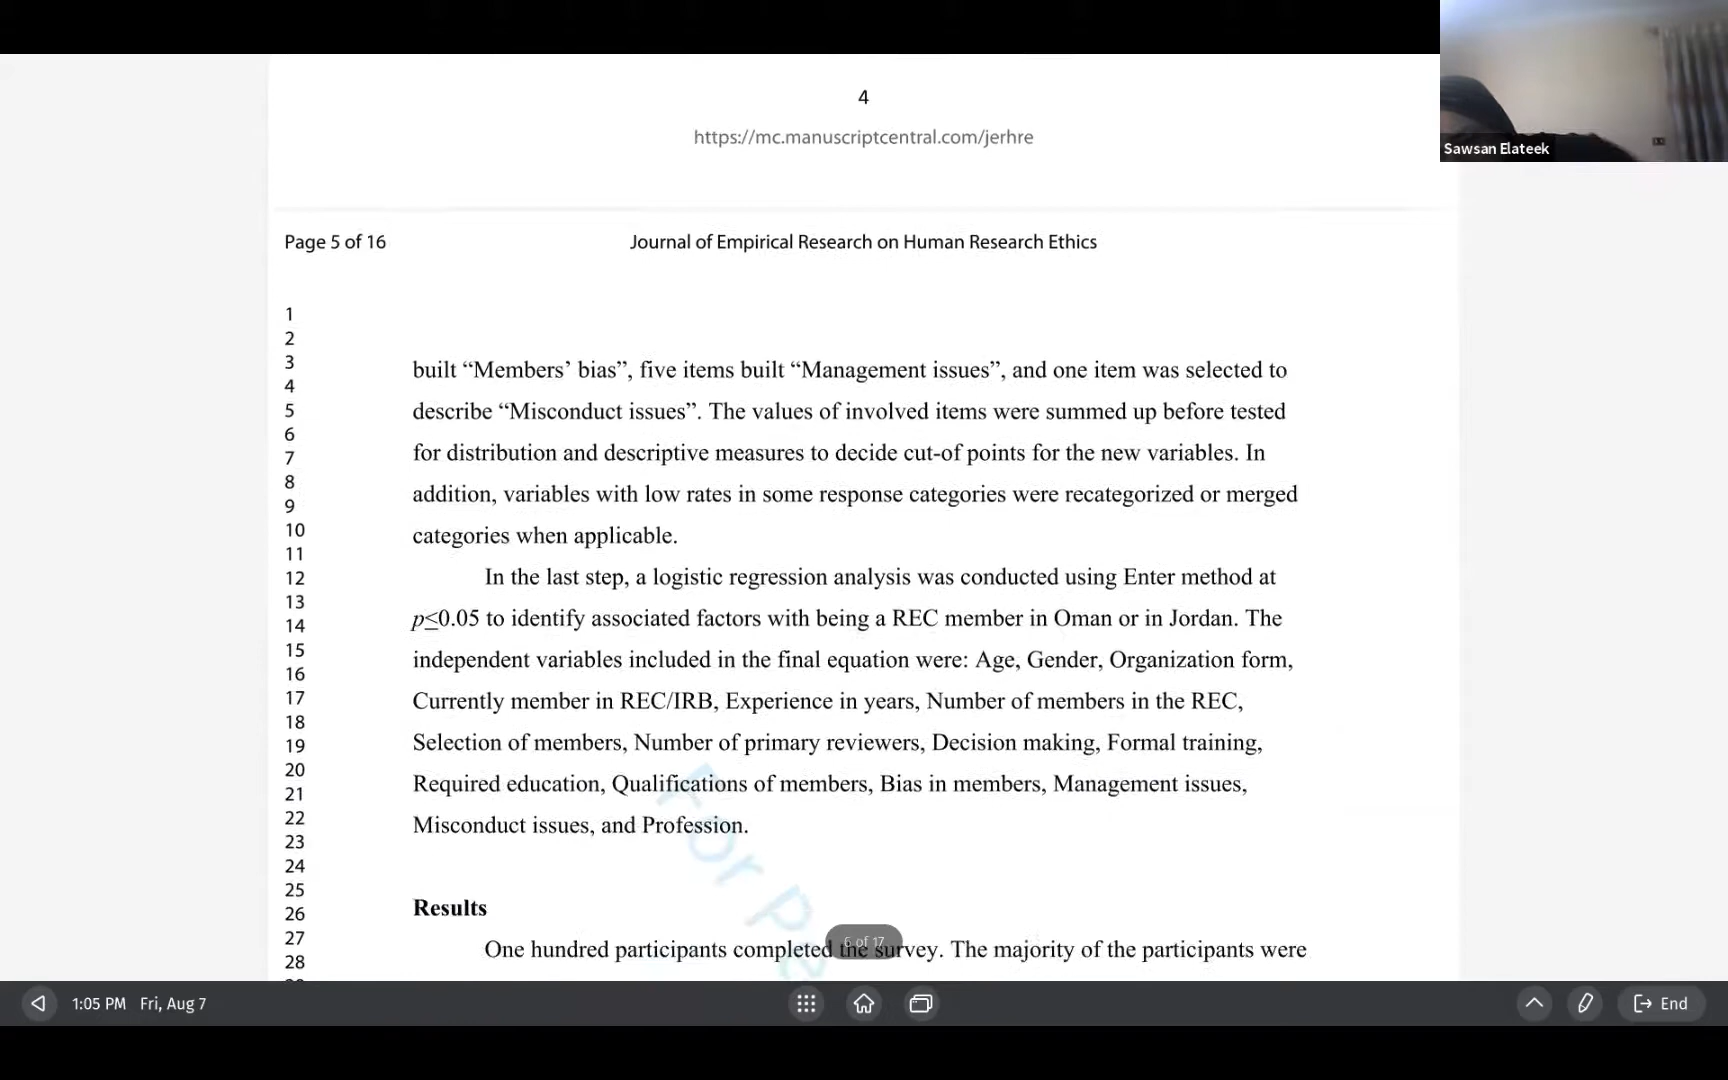 4
https://mc.manuscriptcentral.com/jerhre
Sawsan Elateek
Page 5 of 16
Journal of Empirical Research on Human Research Ethics
1
2
3
4
5
6
7
8
9
10
11
12
13
14
15
16
17
18
19
20
21
22
23
24
25
26
27
28
built “Members’ bias”, five items built “Management issues”, and one item was selected to
describe “Misconduct issues”. The values of involved items were summed up before tested
for distribution and descriptive measures to decide cut-of points for the new variables. In
addition, variables with low rates in some response categories were recategorized or merged
categories when applicable.
In the last step, a logistic regression analysis was conducted using Enter method at
p≤0.05 to identify associated factors with being a REC member in Oman or in Jordan. The
independent variables included in the final equation were: Age, Gender, Organization form,
Currently member in REC/IRB, Experience in years, Number of members in the REC,
Selection of members, Number of primary reviewers, Decision making, Formal training,
Required education, Qualifications of members, Bias in members, Management issues,
Misconduct issues, and Profession.
For Pe
Results
One hundred participants completed the survey. The majority of the participants were
6 of 17
1:05 PM Fri, Aug 7
End